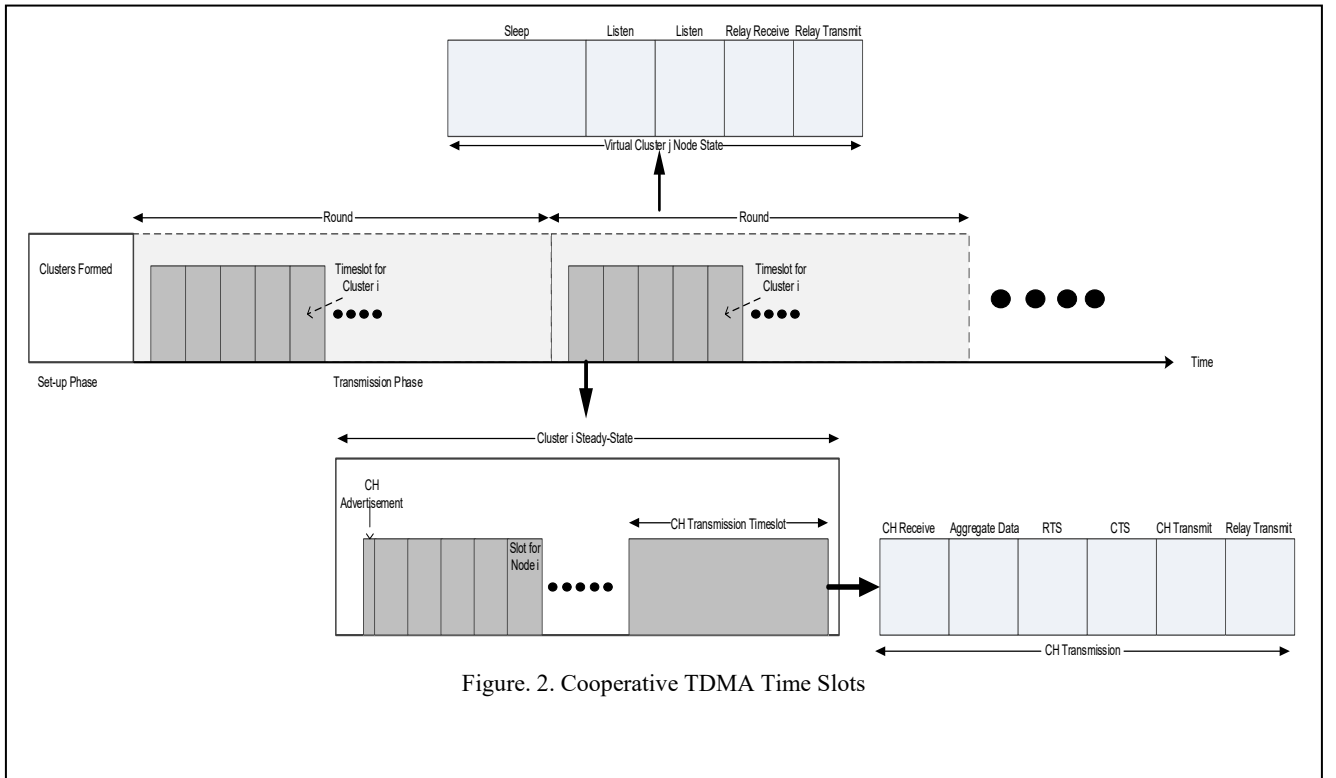 Sleep Listen Listen Relay Receive Relay Transmit
Virtual Cluster j Node State
Round Round
Clusters Formed
Timeslot for
Cluster i
Timeslot for
Cluster i
Time
Set-up Phase Transmission Phase
Cluster i Steady-State
CH
Advertisement
CH Transmission Timeslot
Slot for
Node i
CH Receive Aggregate Data RTS CTS CH Transmit Relay Transmit
CH Transmission
Figure. 2. Cooperative TDMA Time Slots